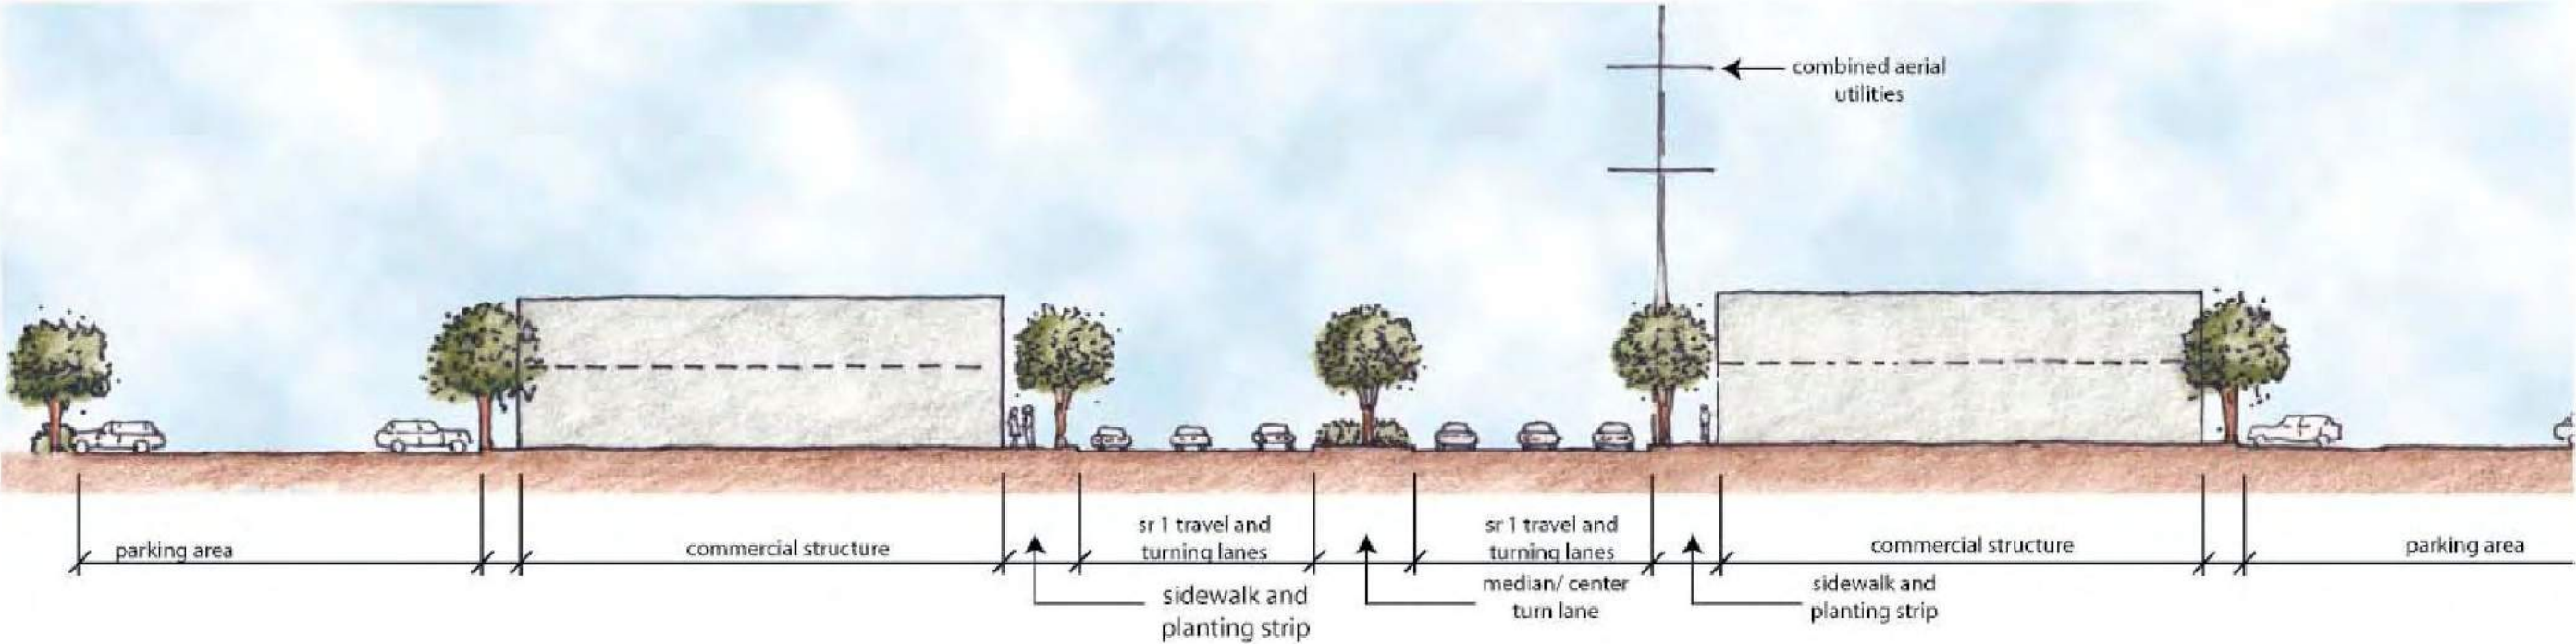 combined aerial
utilities
parking area
commercial structure
sr 1 travel and
turning lanes
sr 1 travel and
turning lanes
commercial structure
parking area
sidewalk and
planting strip
median/ center
turn lane
sidewalk and
planting strip